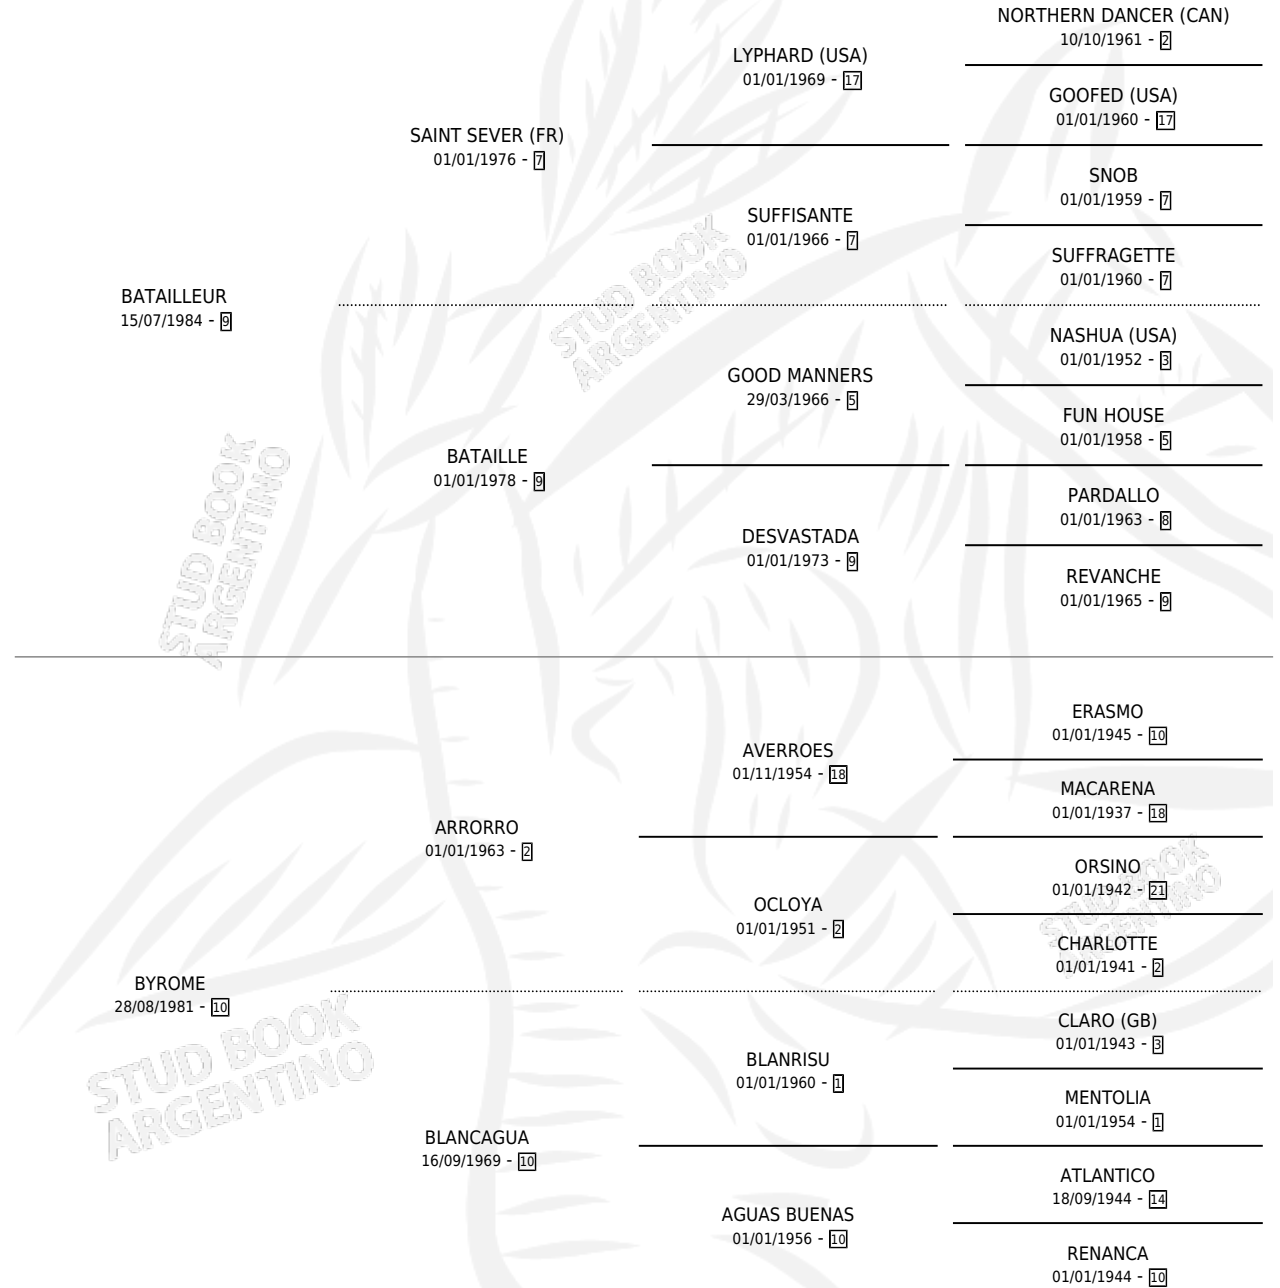 NORTHERN DANCER (CAN)
10/10/1961 - 2
LYPHARD (USA)
01/01/1969 - 17
GOOFED (USA)
01/01/1960 - 17
SAINT SEVER (FR)
01/01/1976 - 7
SNOB
01/01/1959 - 7
SUFFISANTE
01/01/1966 - 7
SUFFRAGETTE
01/01/1960 - 7
BATAILLEUR
15/07/1984 - 9
NASHUA (USA)
01/01/1952 - 3
GOOD MANNERS
29/03/1966 - 5
FUN HOUSE
01/01/1958 - 5
BATAILLE
01/01/1978 - 9
PARDALLO
01/01/1963 - 8
DESVASTADA
01/01/1973 - 9
REVANCHE
01/01/1965 - 9
STUD BOOK
ARGENTINO
STUD BOOK
ARGENTINO
ERASMO
01/01/1945 - 10
AVERROES
01/11/1954 - 18
MACARENA
01/01/1937 - 18
ARRORRO
01/01/1963 - 2
ORSINO
01/01/1942 - 21
OCLOYA
01/01/1951 - 2
CHARLOTTE
01/01/1941 - 2
STUD BOOK
ARGENTINO
BYROME
28/08/1981 - 10
CLARO (GB)
01/01/1943 - 3
BLANRISU
01/01/1960 - 1
MENTOLIA
01/01/1954 - 1
STUD BOOK
ARGENTINO
BLANCAGUA
16/09/1969 - 10
ATLANTICO
18/09/1944 - 14
AGUAS BUENAS
01/01/1956 - 10
RENANCA
01/01/1944 - 10